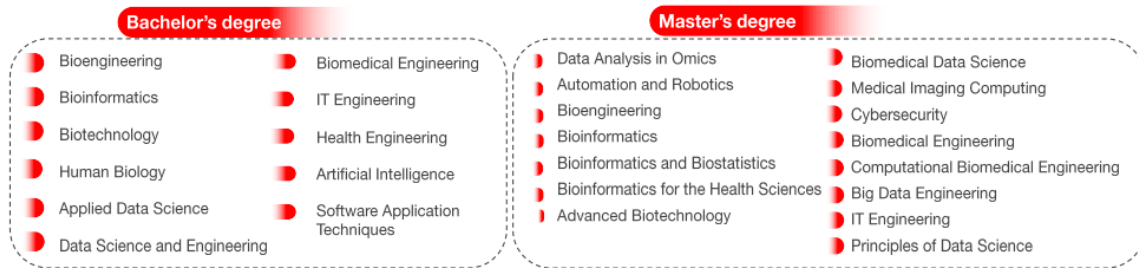 Bachelor's degree
Bioengineering
Bioinformatics
Biotechnology
Human Biology
Applied Data Science
Data Science and Engineering
Biomedical Engineering
IT Engineering
Health Engineering
Artificial Intelligence
Software Application
Techniques
Master's degree
Data Analysis in Omics
Automation and Robotics
Bioengineering
Bioinformatics
Bioinformatics and Biostatistics
Bioinformatics for the Health Sciences
Advanced Biotechnology
Biomedical Data Science
Medical Imaging Computing
Cybersecurity
Biomedical Engineering
Computational Biomedical Engineering
Big Data Engineering
IT Engineering
Principles of Data Science